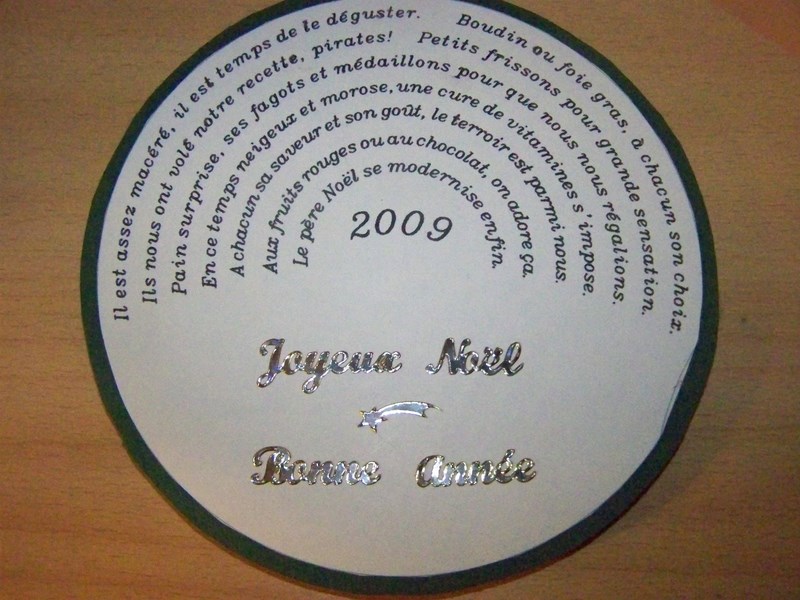 Il est assez macéré, il est temps de le déguster. Boudin ou foie gras, à chacun son choix.
Ils nous ont volé notre recette, pirates! Petits frissons pour grande sensation.
Pain surprise, ses fagots et médaillons pour que nous nous régalions.
En ce temps neigeux et morose, une cure de vitamines s'impose.
A chacun sa saveur et son goût, le terroir est parmi nous.
Aux fruits rouges ou au chocolat, on adore ça.
Le père Noël se modernise enfin.
2009
Joyeux Noël
Bonne année